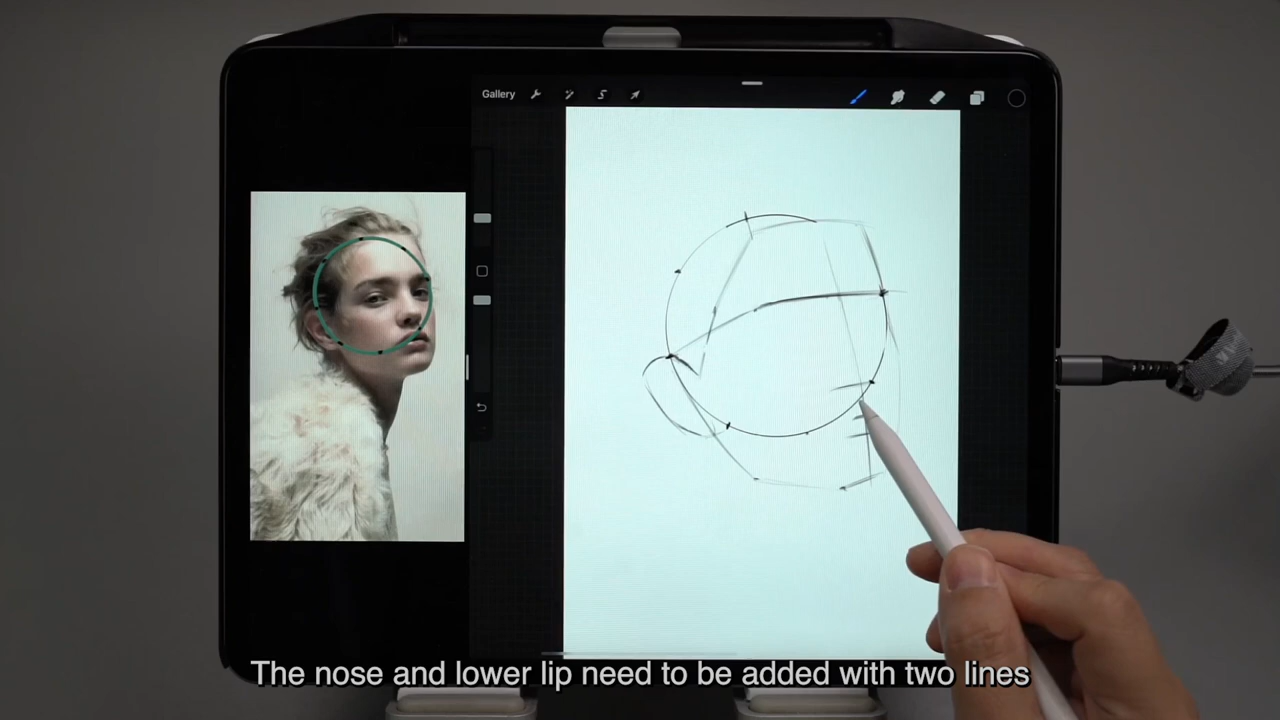 Gallery
The nose and lower lip need to be added with two lines